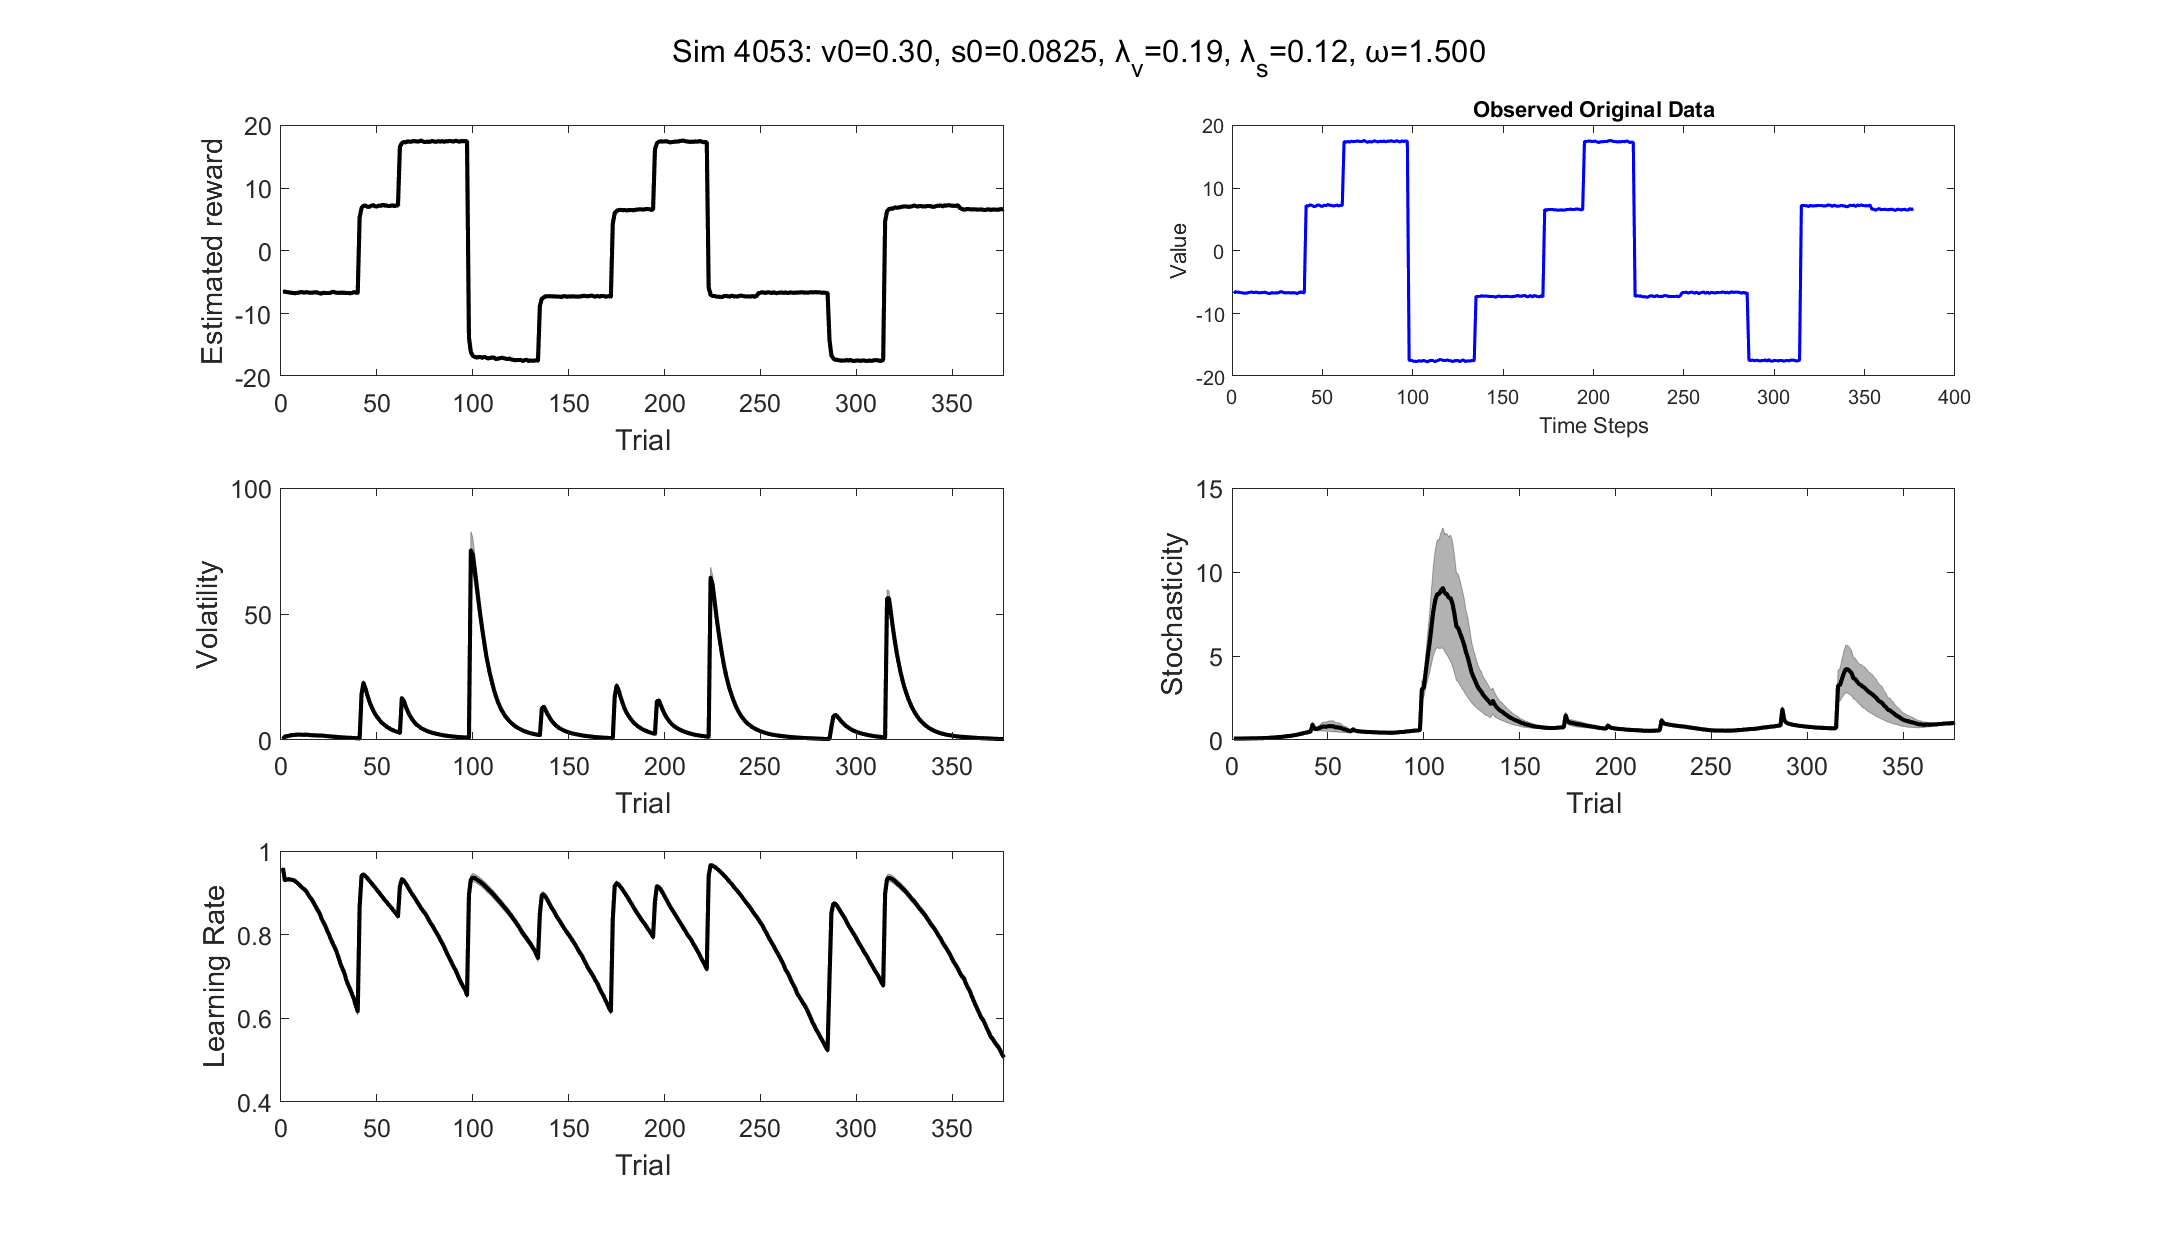 Sim 4053: v0=0.30, s0=0.0825, λ_v=0.19, λ_s=0.12, ω=1.500
20
10
0
-10
-20
Estimated reward
0 50 100 150 200 250 300 350
Trial
Observed Original Data
20
10
0
-10
-20
Value
0 50 100 150 200 250 300 350 400
Time Steps
100
50
0
Volatility
0 50 100 150 200 250 300 350
Trial
15
10
5
0
Stochasticity
0 50 100 150 200 250 300 350
Trial
1
0.8
0.6
0.4
Learning Rate
0 50 100 150 200 250 300 350
Trial